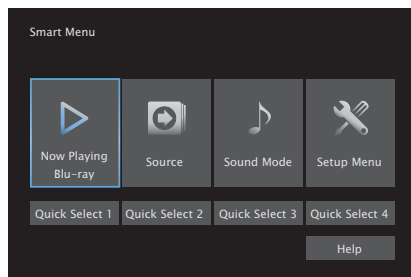 Smart Menu
Now Playing
Blu-ray
Source
Sound Mode
Setup Menu
Quick Select 1
Quick Select 2
Quick Select 3
Quick Select 4
Help